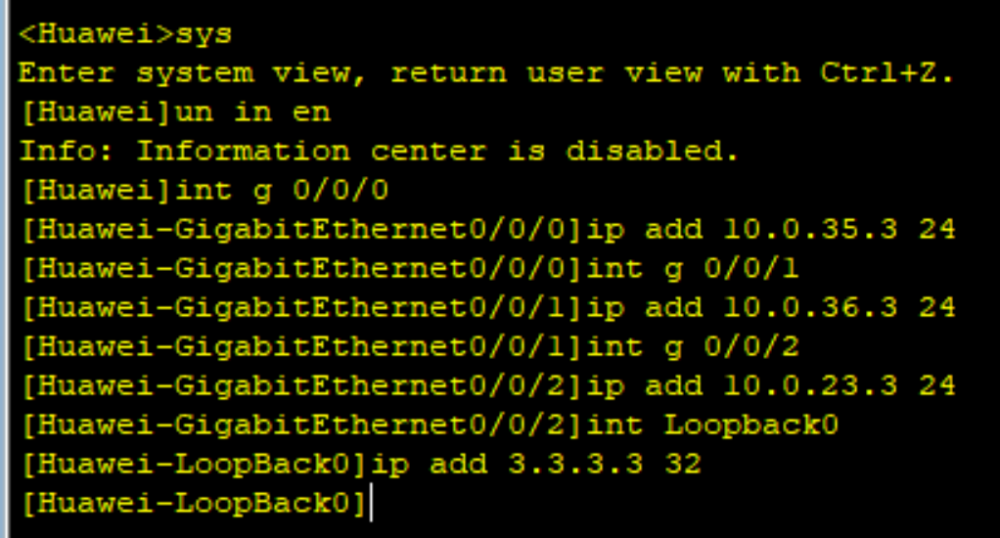 <Huawei>sys
Enter system view, return user view with Ctrl+Z.
[Huawei]un in en
Info: Information center is disabled.
[Huawei]int g 0/0/0
[Huawei-GigabitEthernet0/0/0]ip add 10.0.35.3 24
[Huawei-GigabitEthernet0/0/0]int g 0/0/1
[Huawei-GigabitEthernet0/0/1]ip add 10.0.36.3 24
[Huawei-GigabitEthernet0/0/1]int g 0/0/2
[Huawei-GigabitEthernet0/0/2]ip add 10.0.23.3 24
[Huawei-GigabitEthernet0/0/2]int Loopback0
[Huawei-LoopBack0]ip add 3.3.3.3 32
[Huawei-LoopBack0]